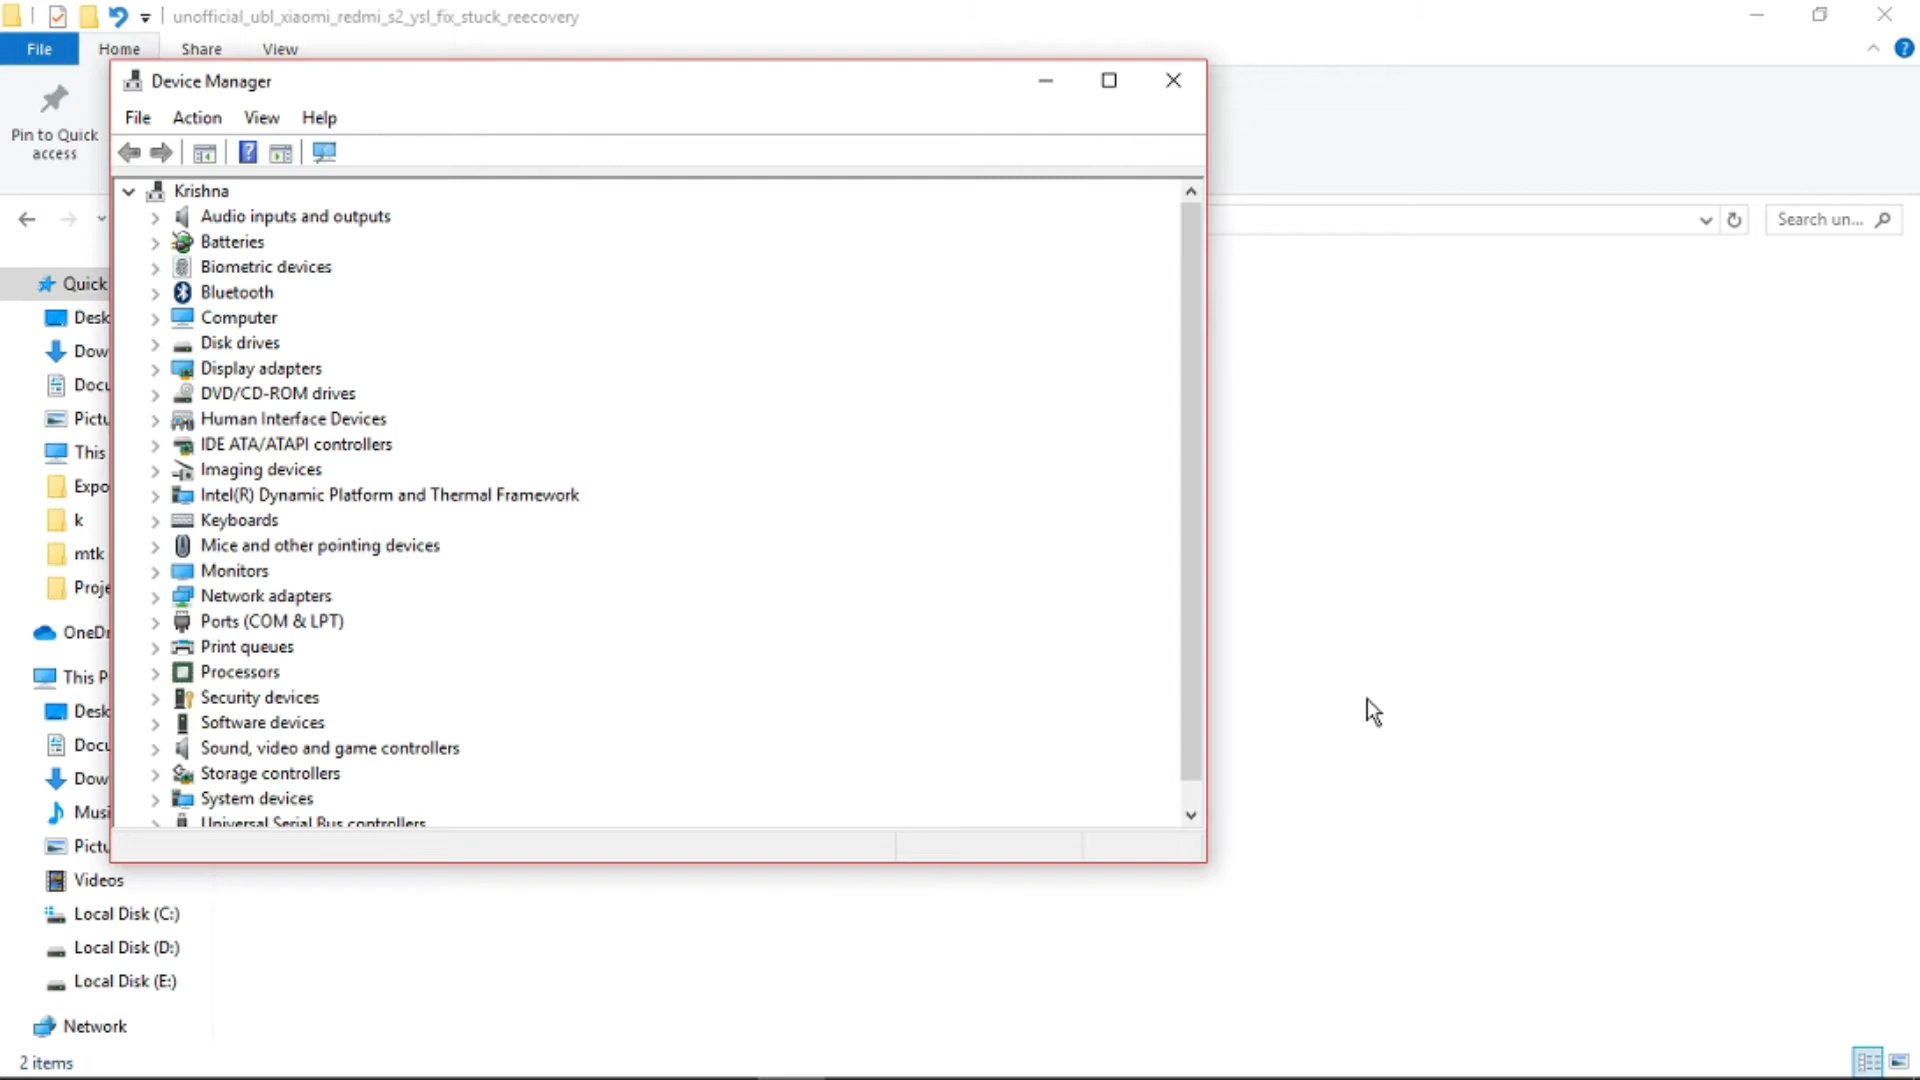 unofficial_ubl_xiaomi_redmi_s2_ysl_fix_stuck_reecovery
File Home Share View
Pin to Quick
access
Device Manager
File Action View Help
Search un...
Krishna
Audio inputs and outputs
Batteries
Biometric devices
Bluetooth
Computer
Disk drives
Display adapters
DVD/CD-ROM drives
Human Interface Devices
IDE ATA/ATAPI controllers
Imaging devices
Intel(R) Dynamic Platform and Thermal Framework
Keyboards
Mice and other pointing devices
Monitors
Network adapters
Ports (COM & LPT)
Print queues
Processors
Security devices
Software devices
Sound, video and game controllers
Storage controllers
System devices
Universal Serial Bus controllers
Quick
Desk
Dow
Docu
Pictu
This
Expo
k
mtk
Proje
OneDr
This P
Desk
Docu
Dow
Musi
Pictu
Videos
Local Disk (C:)
Local Disk (D:)
Local Disk (E:)
Network
2 items